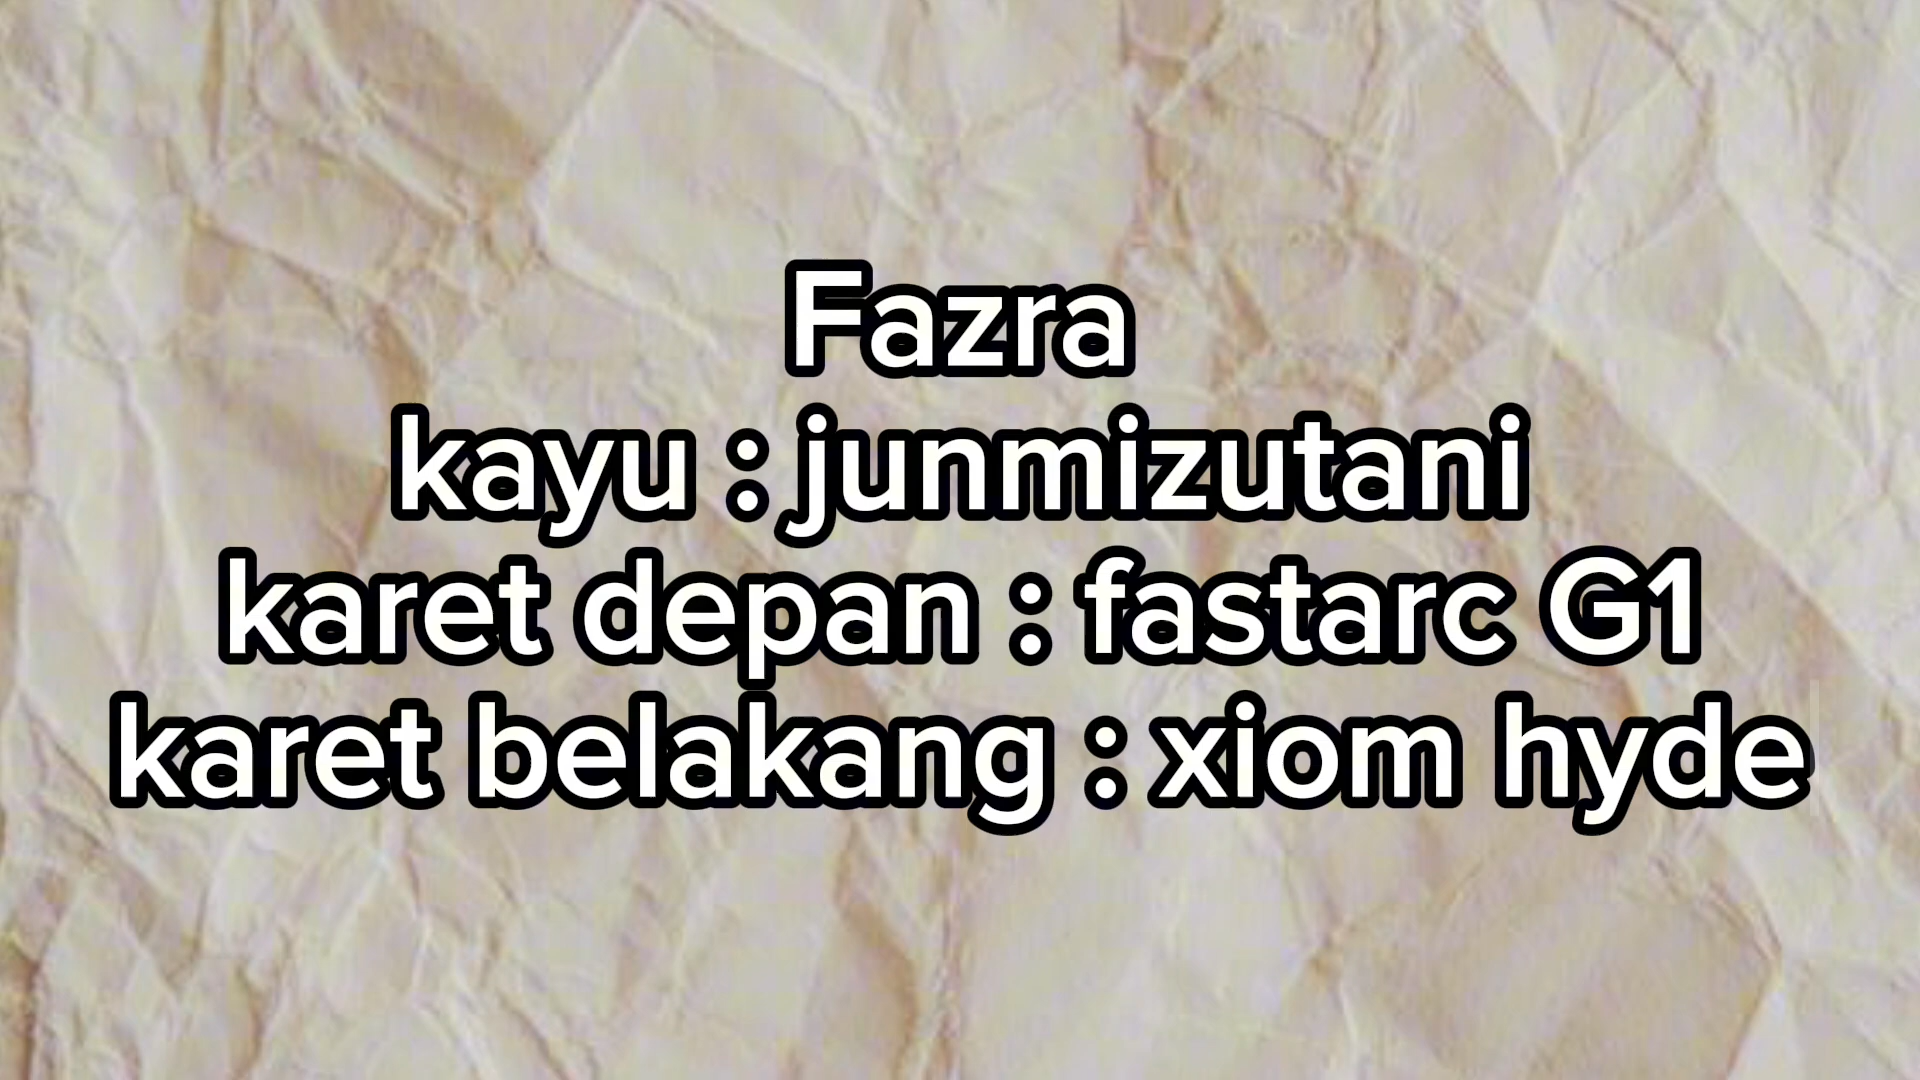 Fazra
kayu : junmizutani
karet depan : fastarc G1
karet belakang : xiom hyde